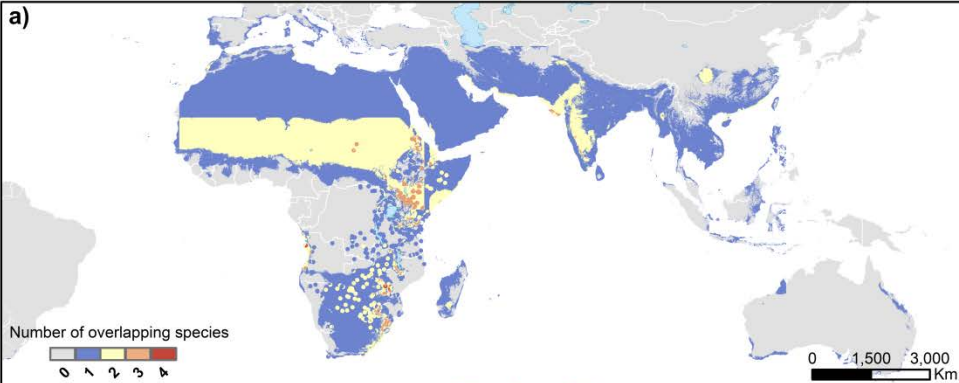 a)
Number of overlapping species
0 1 2 3 4
0 1,500 3,000
Km